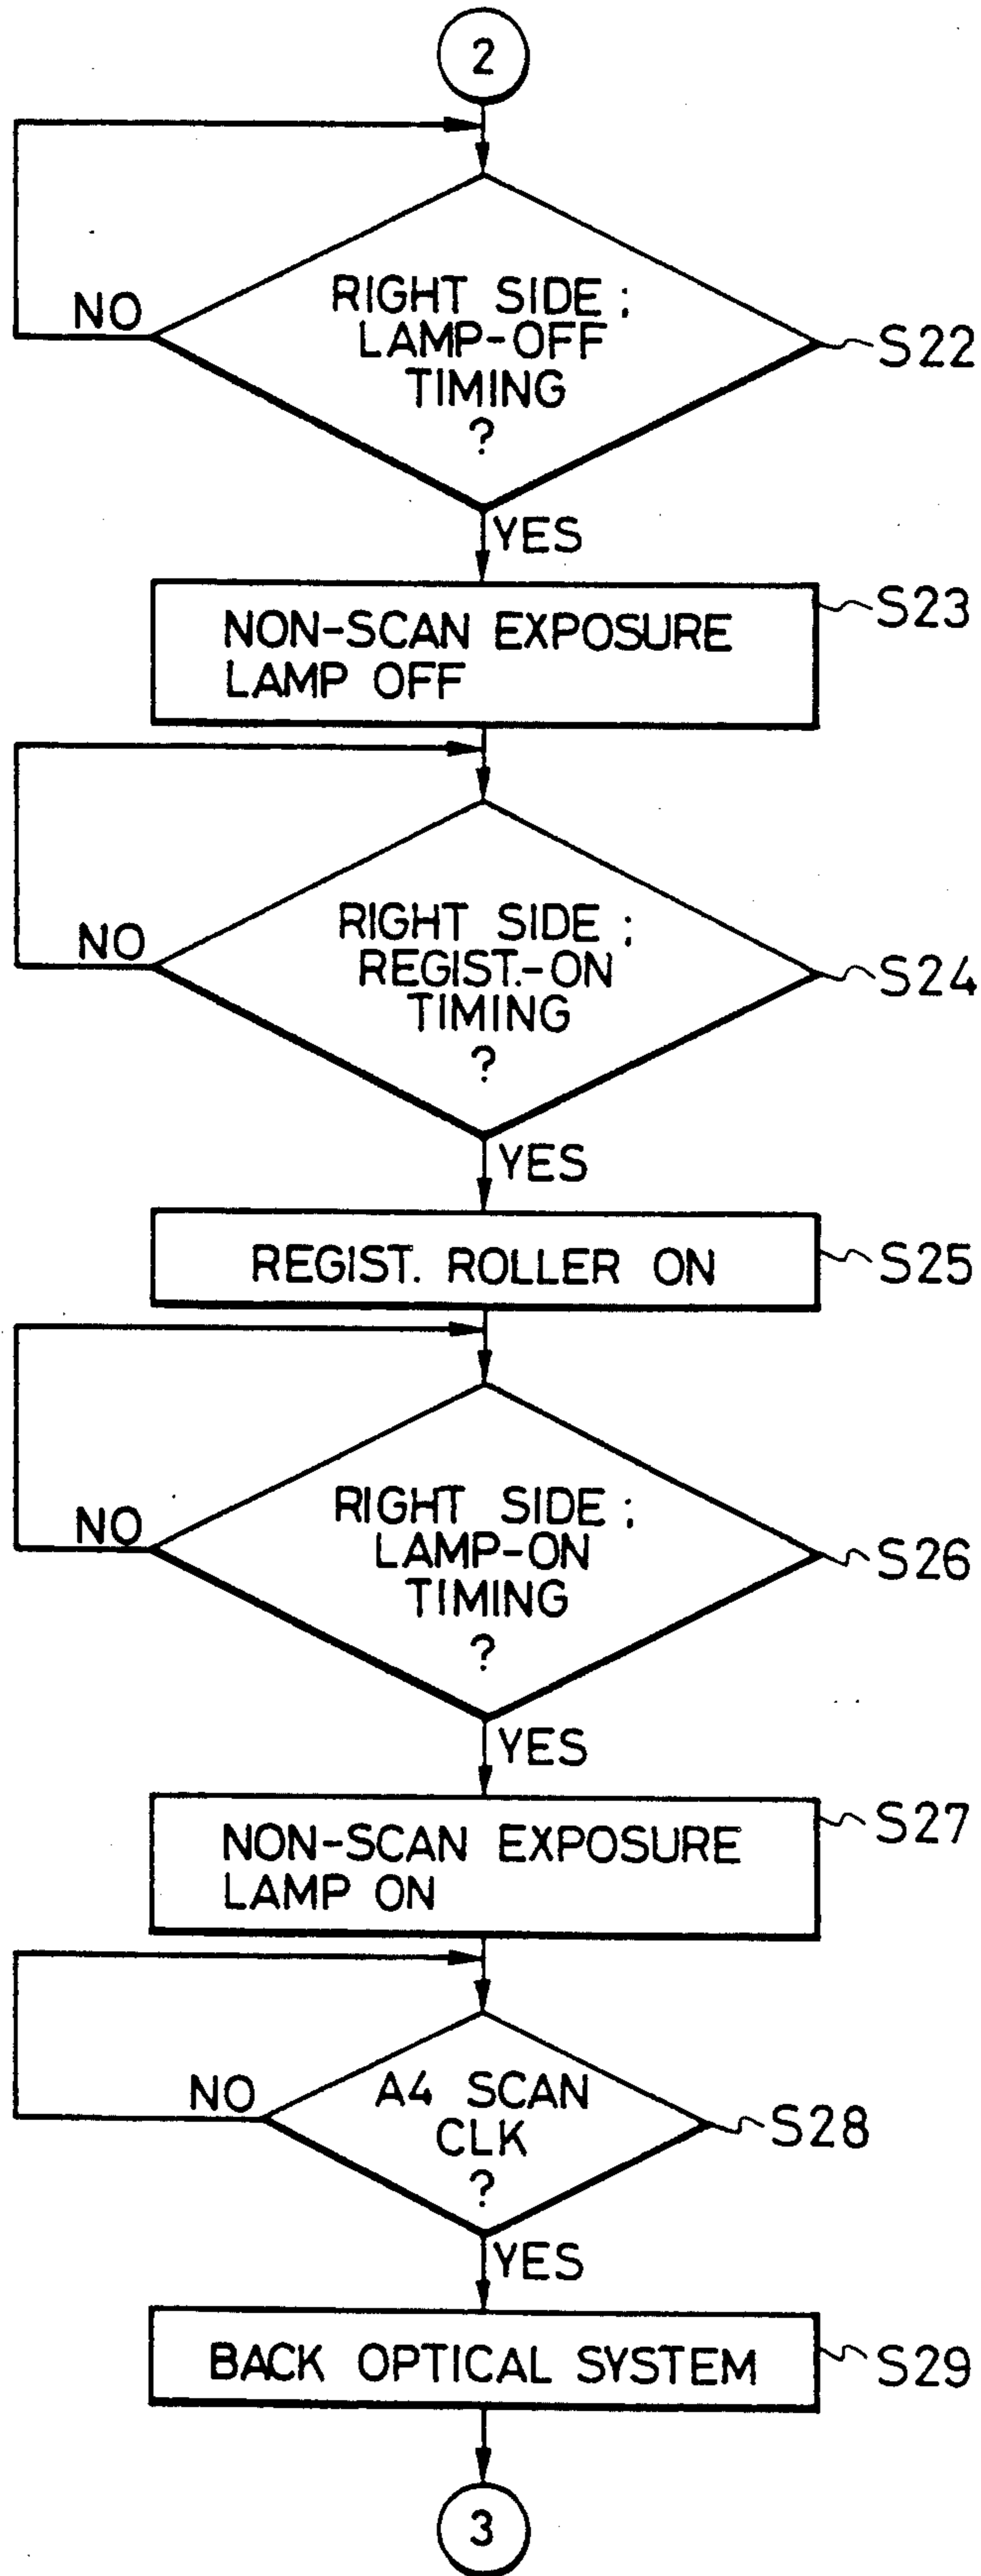 2
RIGHT SIDE ;
LAMP-OFF
TIMING
?
NO
S22
YES
NON-SCAN EXPOSURE
LAMP OFF
S23
RIGHT SIDE ;
REGIST.-ON
TIMING
?
NO
S24
YES
REGIST. ROLLER ON
S25
RIGHT SIDE ;
LAMP-ON
TIMING
?
NO
S26
YES
NON-SCAN EXPOSURE
LAMP ON
S27
A4 SCAN
CLK
?
NO
S28
YES
BACK OPTICAL SYSTEM
S29
3